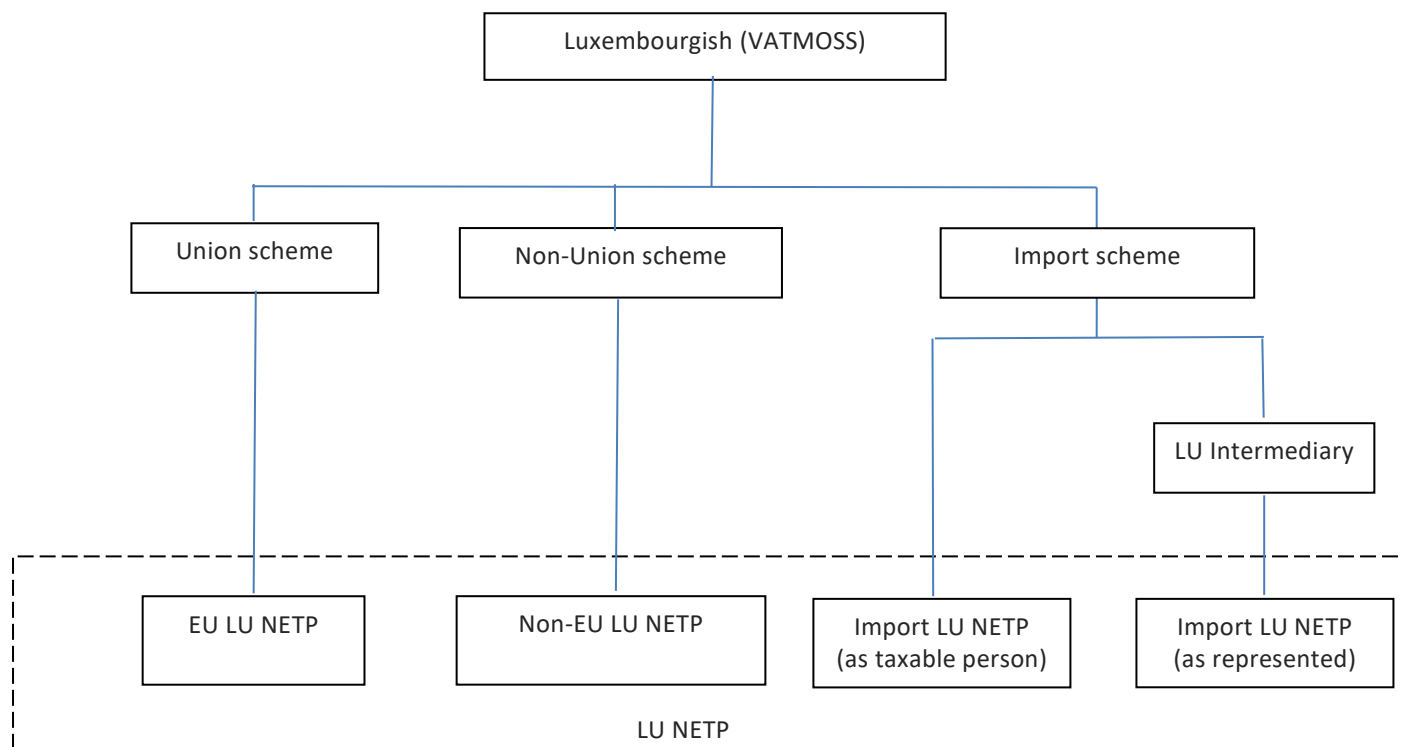 Luxembourgish (VATMOSS)
Union scheme
Non-Union scheme
Import scheme
LU Intermediary
EU LU NETP
Non-EU LU NETP
Import LU NETP
(as taxable person)
Import LU NETP
(as represented)
LU NETP